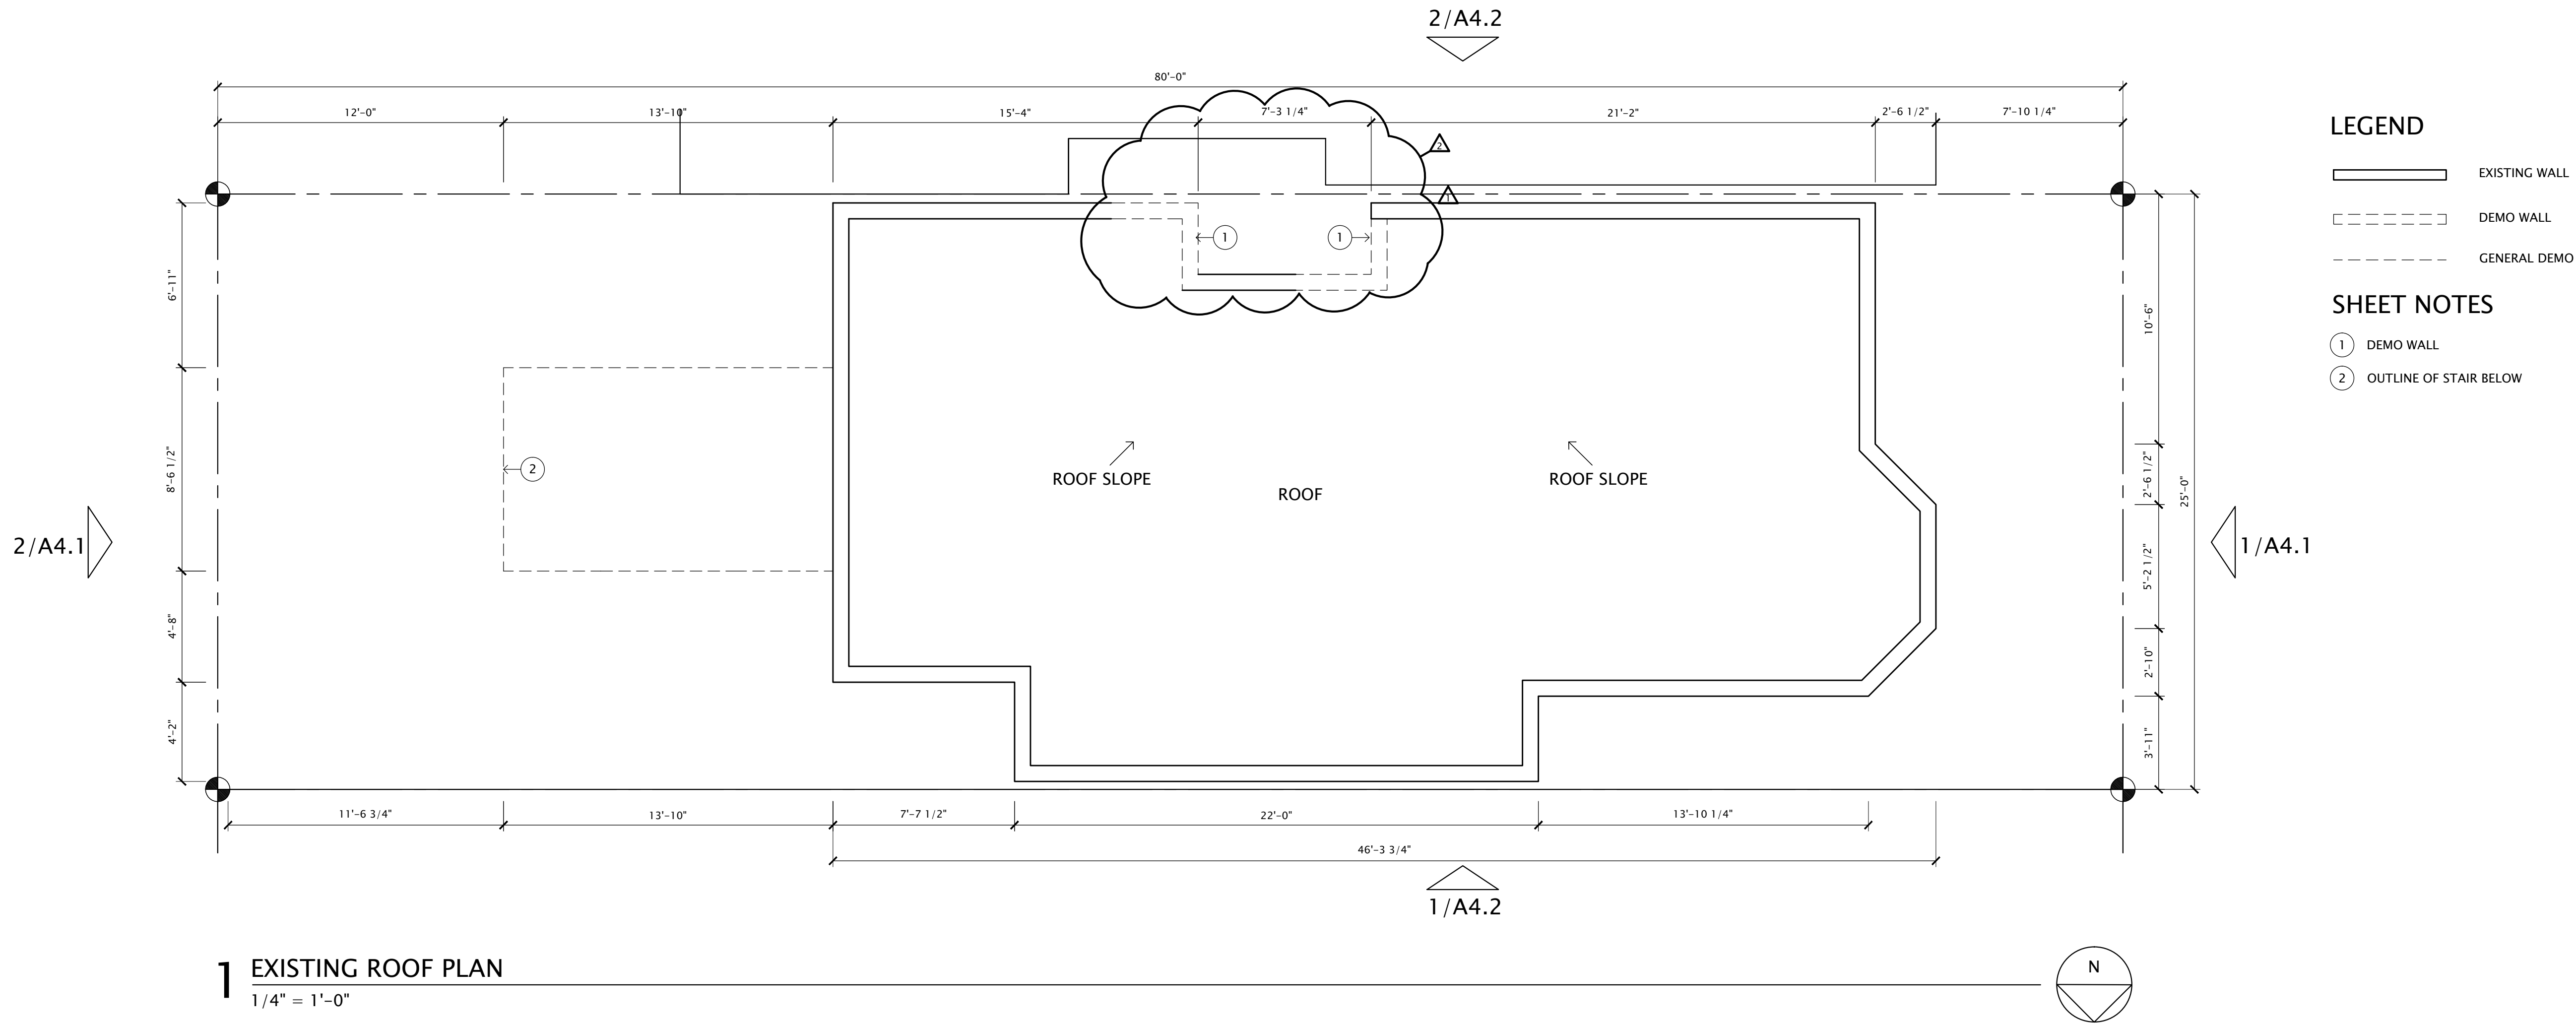 2/A4.2
80'-0"
12'-0"
13'-10"
15'-4"
7'-3 1/4"
21'-2"
2'-6 1/2"
7'-10 1/4"
2
1
LEGEND
EXISTING WALL
DEMO WALL
GENERAL DEMO
SHEET NOTES
1 DEMO WALL
2 OUTLINE OF STAIR BELOW
1
1
6'-11"
8'-6 1/2"
4'-8"
4'-2"
2
ROOF SLOPE
ROOF
ROOF SLOPE
10'-6"
2'-6 1/2"
5'-2 1/2"
2'-10"
3'-11"
25'-0"
2/A4.1
1/A4.1
11'-6 3/4"
13'-10"
7'-7 1/2"
22'-0"
13'-10 1/4"
46'-3 3/4"
1/A4.2
1 EXISTING ROOF PLAN
1/4" = 1'-0"
N